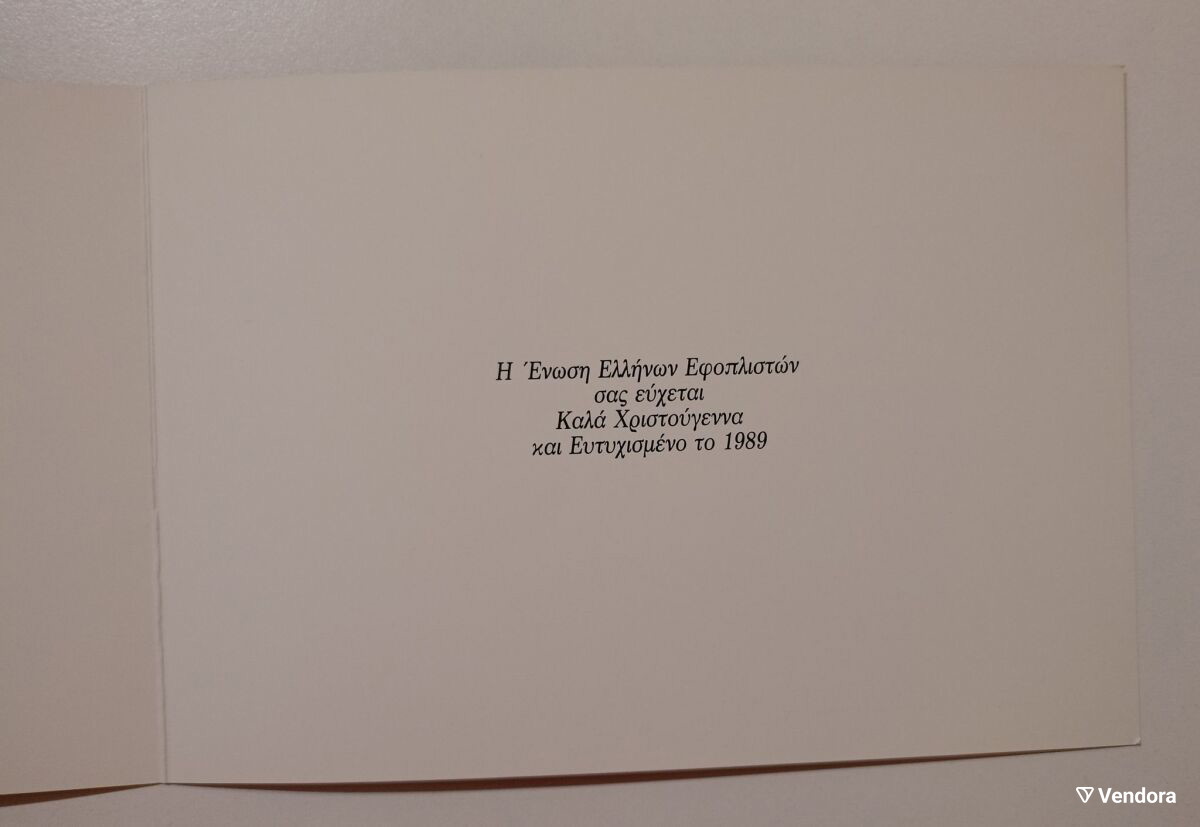 Η Ένωση Ελλήνων Εφοπλιστών
σας εύχεται
Καλά Χριστούγεννα
και Ευτυχισμένο το 1989
Vendora